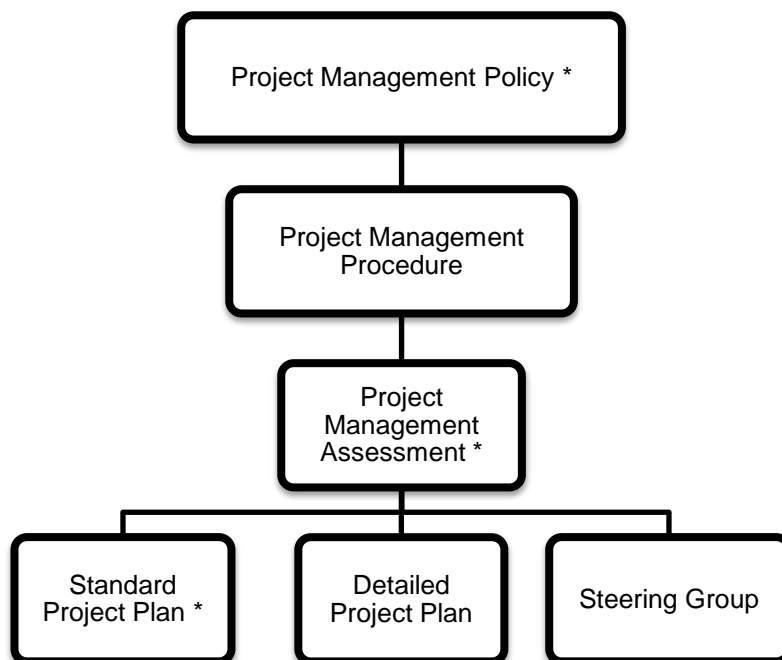 Project Management Policy *
Project Management
Procedure
Project
Management
Assessment *
Standard
Project Plan *
Detailed
Project Plan
Steering Group